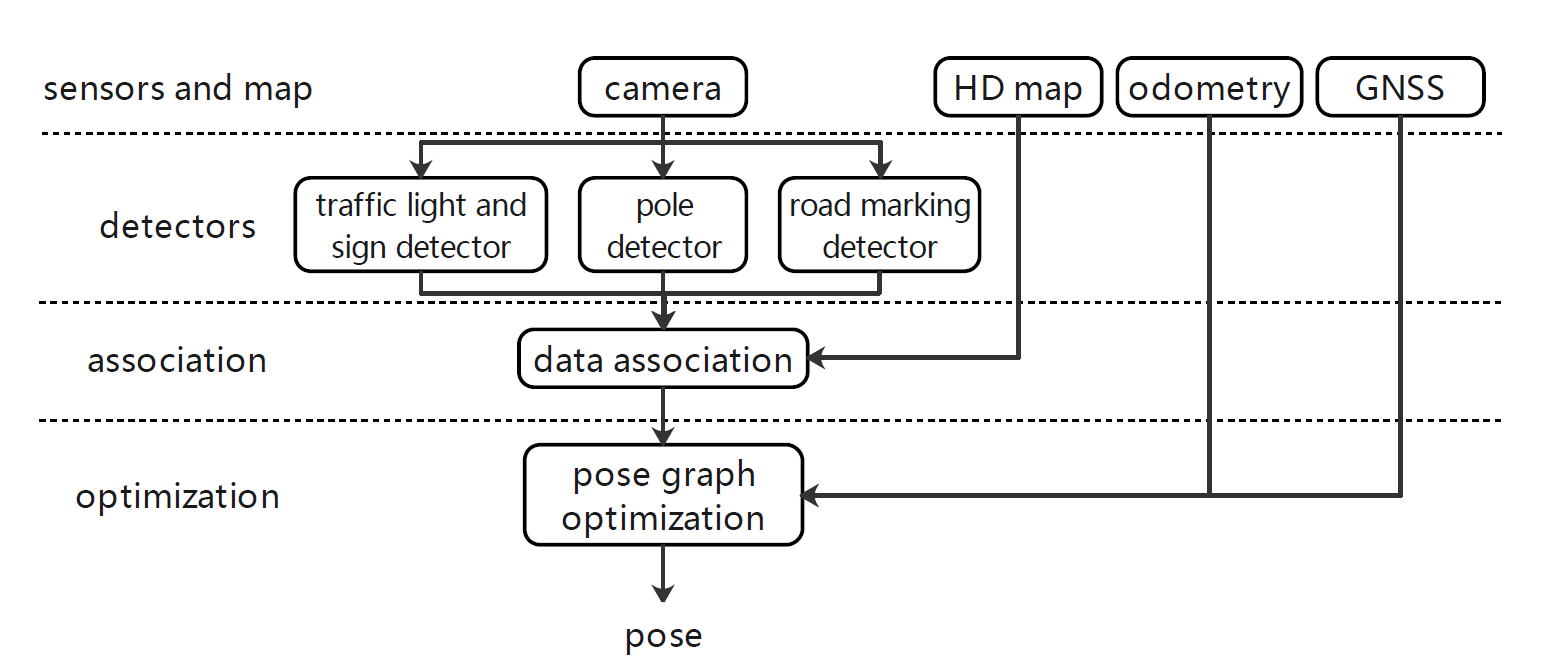 sensors and map
camera
HD map
odometry
GNSS
detectors
traffic light and
sign detector
pole
detector
road marking
detector
association
data association
optimization
pose graph
optimization
pose